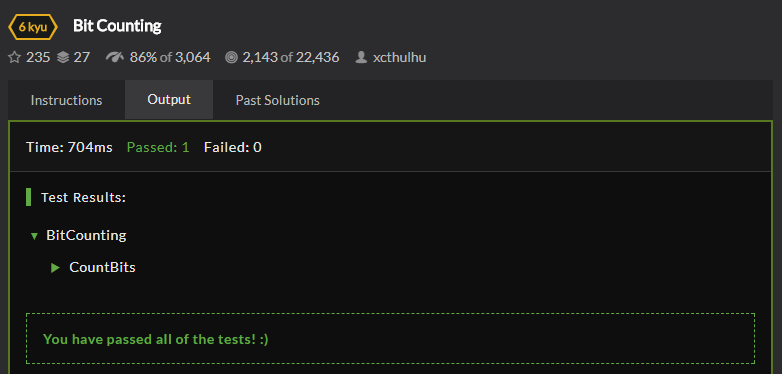 6 kyu Bit Counting
235 27 86% of 3,064 2,143 of 22,436 xcthulhu
Instructions Output Past Solutions
Time: 704ms Passed: 1 Failed: 0
Test Results:
BitCounting
CountBits
You have passed all of the tests! :)